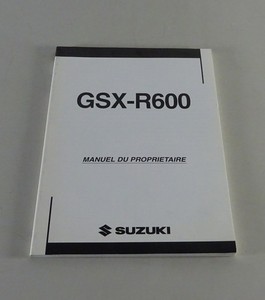 GSX-R600
MANUEL DU PROPRIETAIRE
SUZUKI